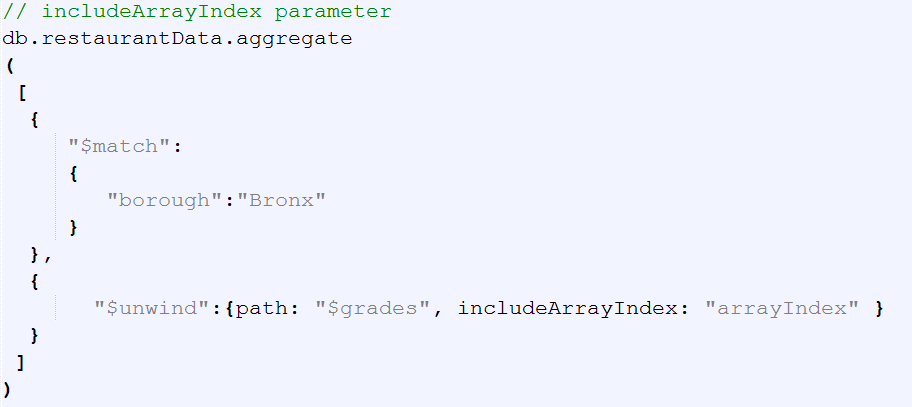 // includeArrayIndex parameter
db.restaurantData.aggregate
(
[
{
"$match":
{
"borough":"Bronx"
}
},
{
"$unwind":{path: "$grades", includeArrayIndex: "arrayIndex" }
}
]
)